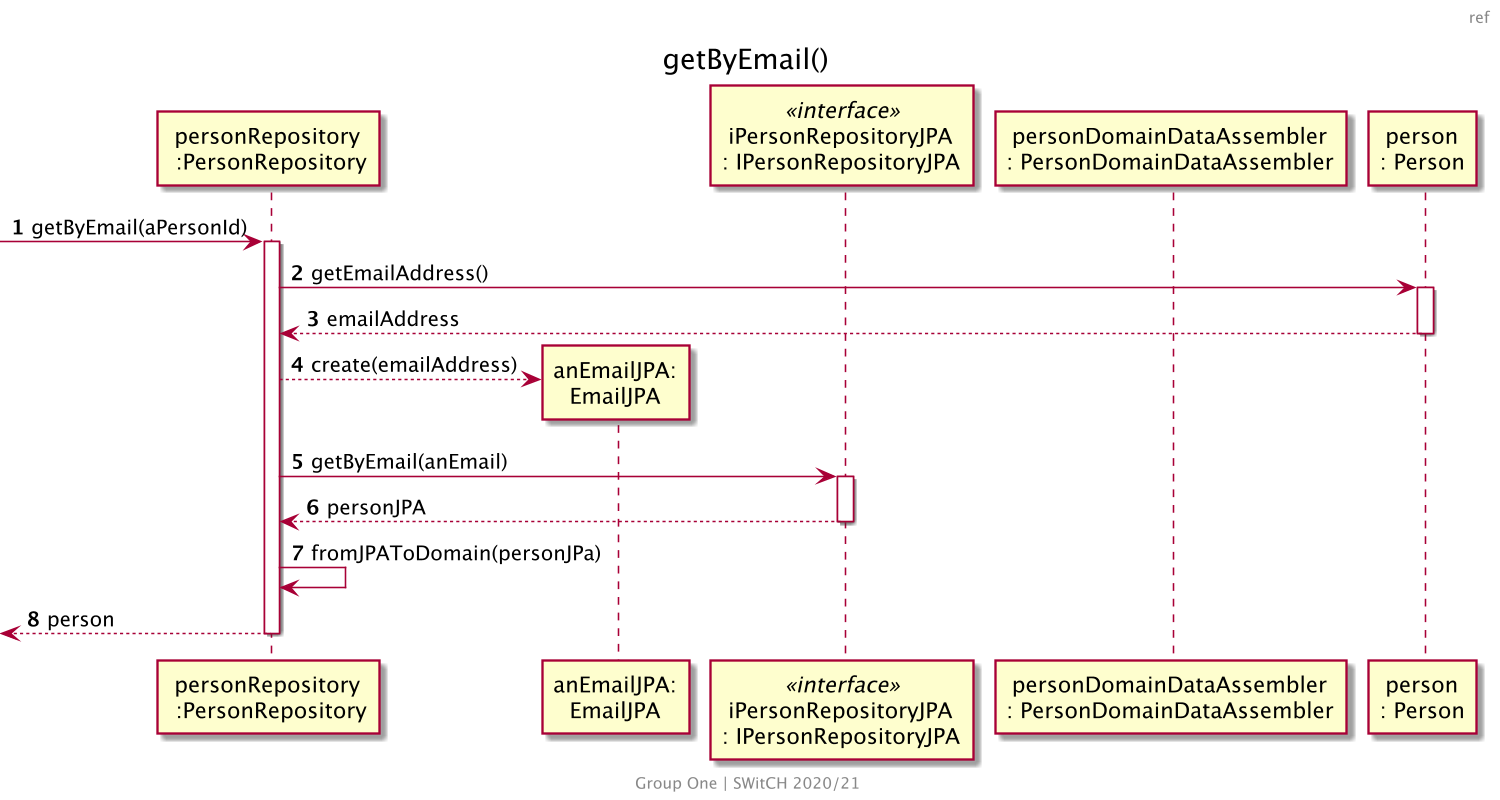 ref
getByEmail()
personRepository
:PersonRepository
«interface»
iPersonRepositoryJPA
: IPersonRepositoryJPA
personDomainDataAssembler
: PersonDomainDataAssembler
person
: Person
1 getByEmail(aPersonId)
2 getEmailAddress()
3 emailAddress
4 create(emailAddress)
anEmailJPA:
EmailJPA
5 getByEmail(anEmail)
6 personJPA
7 fromJPAToDomain(personJPa)
8 person
personRepository
:PersonRepository
anEmailJPA:
EmailJPA
«interface»
iPersonRepositoryJPA
: IPersonRepositoryJPA
personDomainDataAssembler
: PersonDomainDataAssembler
person
: Person
Group One | SWitCH 2020/21